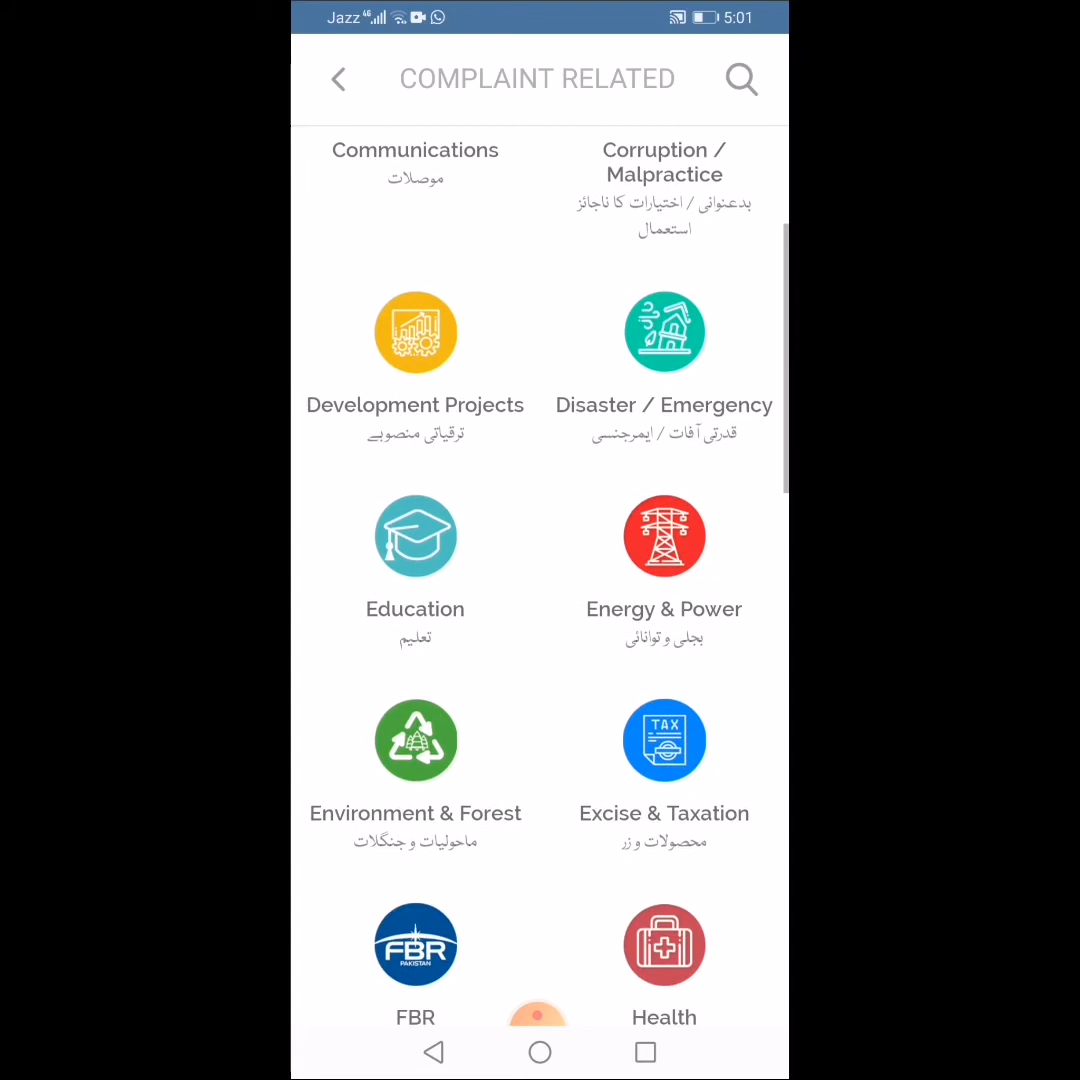 Jazz 4G 5:01
COMPLAINT RELATED
Communications
موصلات
Corruption /
Malpractice
بدعنوانی / اختیارات کا ناجائز
استعمال
Development Projects
ترقیاتی منصوبے
Disaster / Emergency
قدرتی آفات / ایمرجنسی
Education
تعلیم
Energy & Power
بجلی و توانائی
Environment & Forest
ماحولیات و جنگلات
TAX
Excise & Taxation
محصولات و زر
FBR
PAKISTAN
FBR
Health